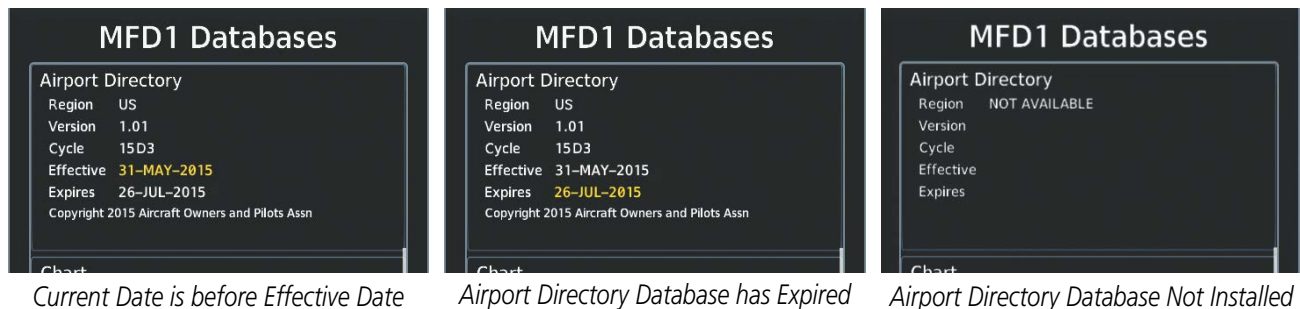 MFD1 Databases
Airport Directory
Region US
Version 1.01
Cycle 15D3
Effective 31–MAY–2015
Expires 26–JUL–2015
Copyright 2015 Aircraft Owners and Pilots Assn
Chart
Current Date is before Effective Date
MFD1 Databases
Airport Directory
Region US
Version 1.01
Cycle 15D3
Effective 31–MAY–2015
Expires 26–JUL–2015
Copyright 2015 Aircraft Owners and Pilots Assn
Chart
Airport Directory Database has Expired
MFD1 Databases
Airport Directory
Region NOT AVAILABLE
Version
Cycle
Effective
Expires
Chart
Airport Directory Database Not Installed